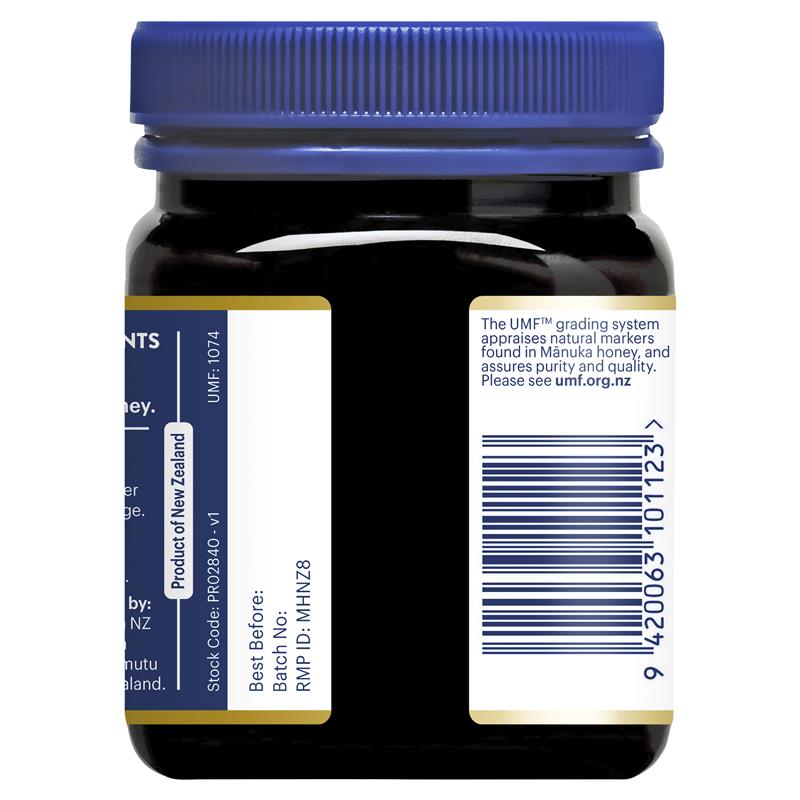 NTS
ney.
er
ge.
by:
NZ
mutu
aland.
Product of New Zealand
Stock Code: PR02840 - v1
UMF: 1074
Best Before:
Batch No:
RMP ID: MHNZ8
The UMF™ grading system
appraises natural markers
found in Mānuka honey, and
assures purity and quality.
Please see umf.org.nz
9 420063 101123 >